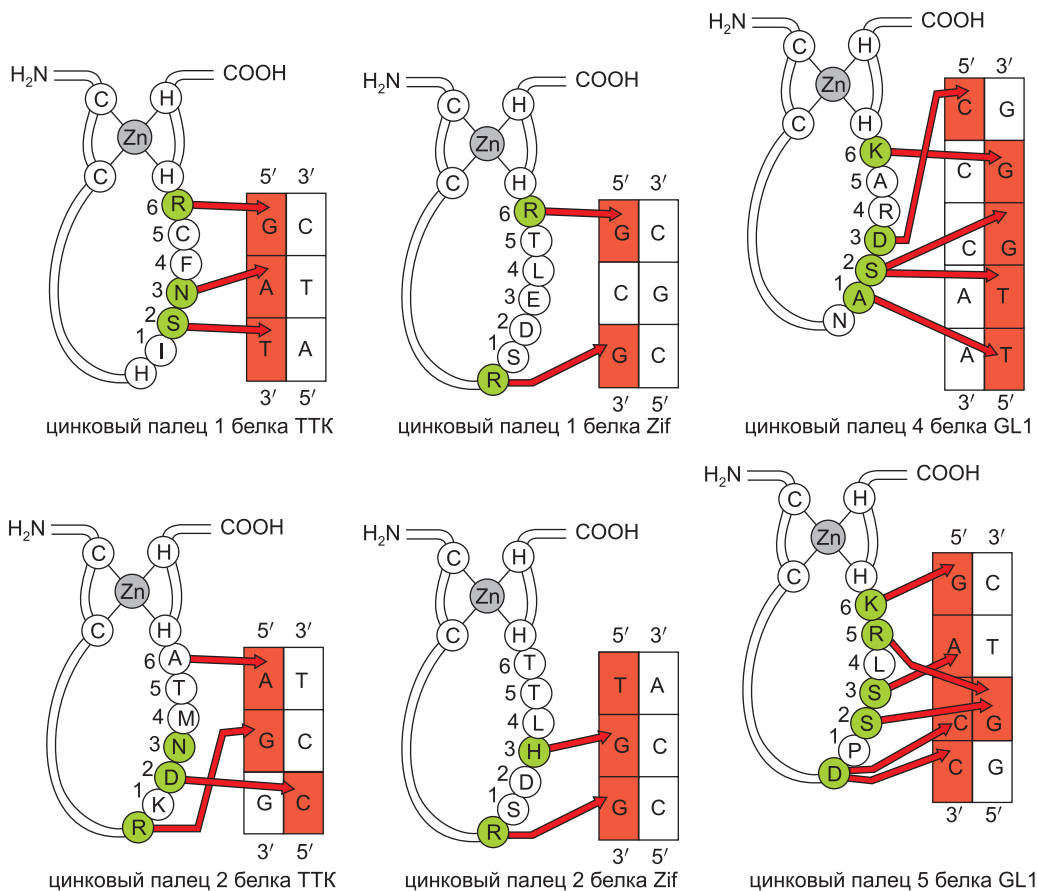 H₂N
COOH
C
H
Zn
C
H
6 R
5 C
4 F
3 N
2 S
1 I
H
5′ 3′
G C
A T
T A
3′ 5′
цинковый палец 1 белка ТТК
H₂N
COOH
C
H
Zn
C
H
6 R
5 T
4 L
3 E
2 D
1 S
R
5′ 3′
G C
C G
G C
3′ 5′
цинковый палец 1 белка Zif
H₂N
COOH
C
H
Zn
C
H
6 K
5 A
4 R
3 D
2 S
1 A
N
5′ 3′
C G
C G
C G
A T
A T
3′ 5′
цинковый палец 4 белка GL1
H₂N
COOH
C
H
Zn
C
H
6 A
5 T
4 M
3 N
2 D
1 K
R
5′ 3′
A T
G C
G C
3′ 5′
цинковый палец 2 белка ТТК
H₂N
COOH
C
H
Zn
C
H
6 T
5 T
4 L
3 H
2 D
1 S
R
5′ 3′
T A
G C
G C
3′ 5′
цинковый палец 2 белка Zif
H₂N
COOH
C
H
Zn
C
H
6 K
5 R
4 L
3 S
2 S
1 P
D
5′ 3′
G C
A T
C G
C G
3′ 5′
цинковый палец 5 белка GL1